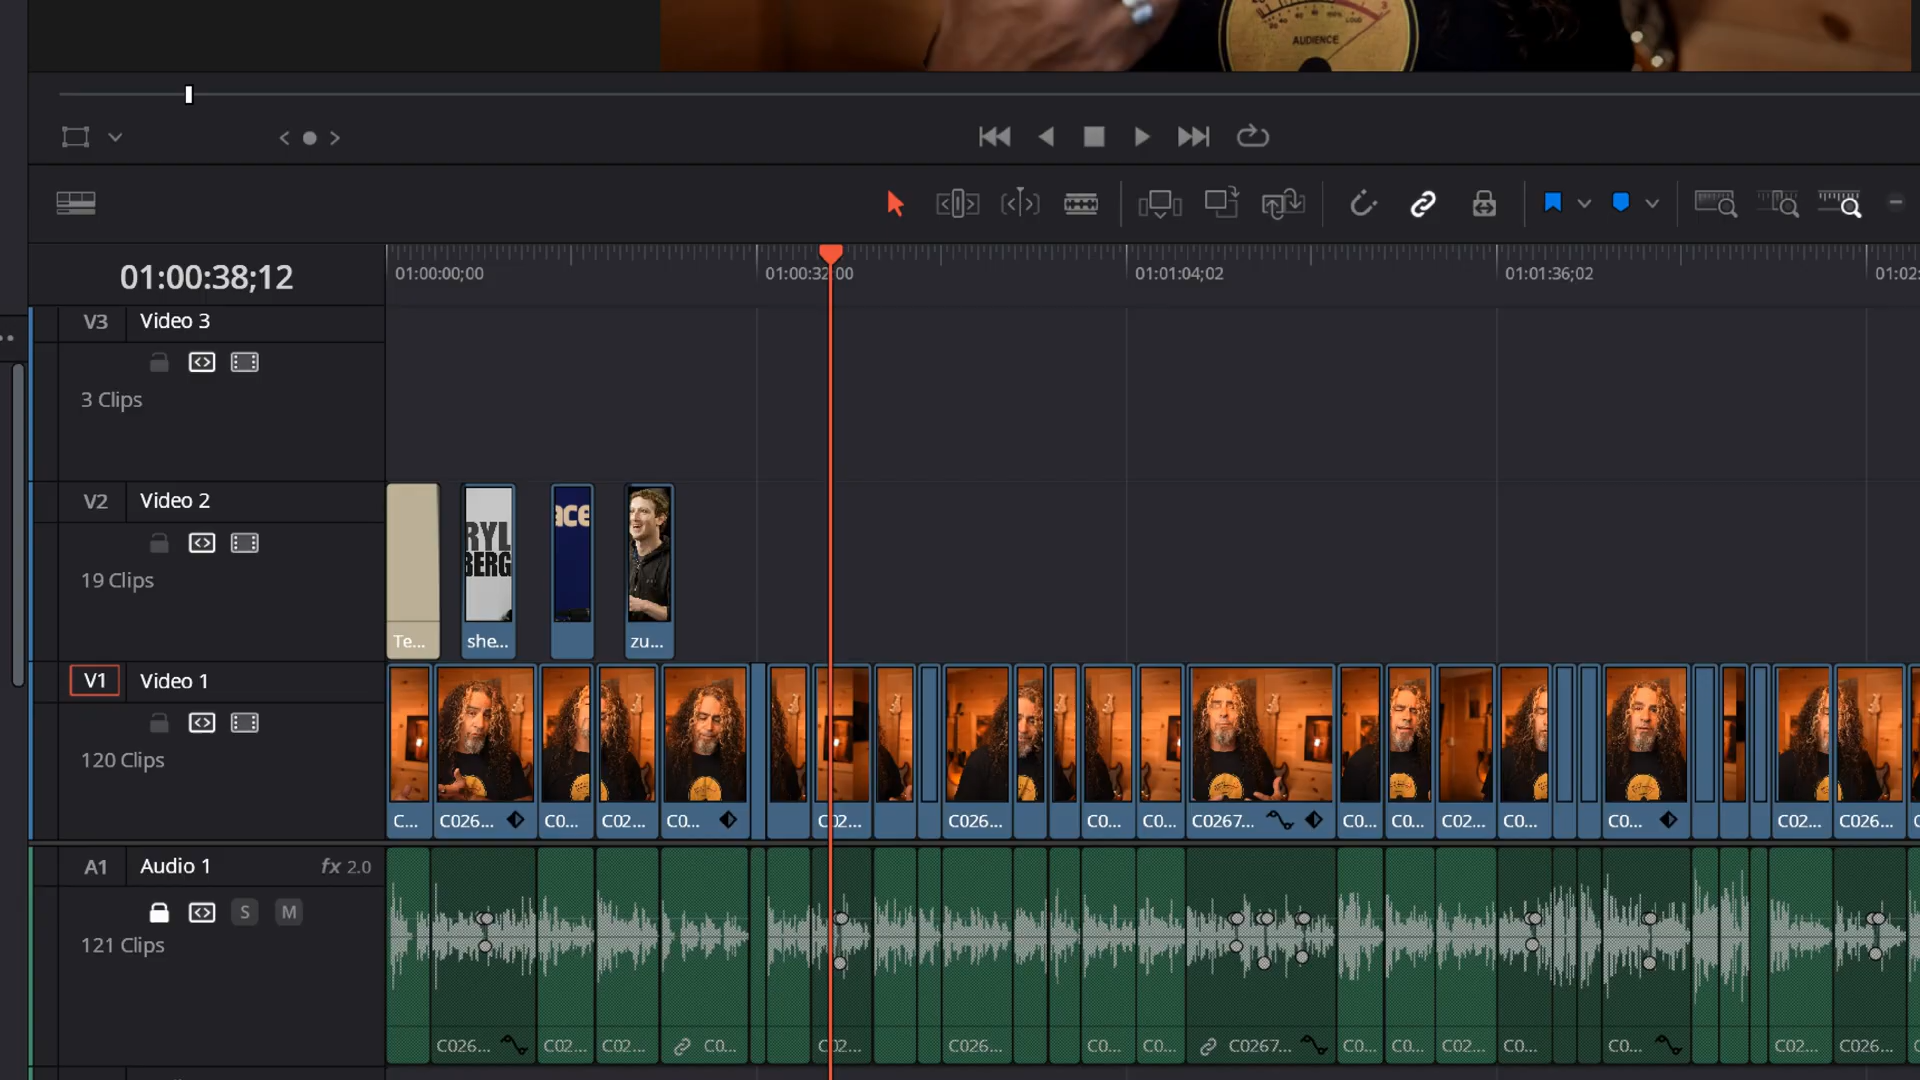 AUDIENCE
01:00:38;12
01:00:00;00
01:00:32;00
01:01:04;02
01:01:36;02
01:02:
V3 Video 3
3 Clips
V2 Video 2
19 Clips
RYL
BERG
ace
Te...
she...
zu...
V1 Video 1
120 Clips
C...
C026...
C0...
C02...
C0...
C02...
C026...
C0...
C0...
C0267...
C0...
C0...
C02...
C0...
C0...
C02...
C026...
A1 Audio 1 fx 2.0
S M
121 Clips
C026...
C02...
C02...
C0...
C02...
C026...
C0...
C0...
C0267...
C0...
C0...
C02...
C0...
C0...
C02...
C026...